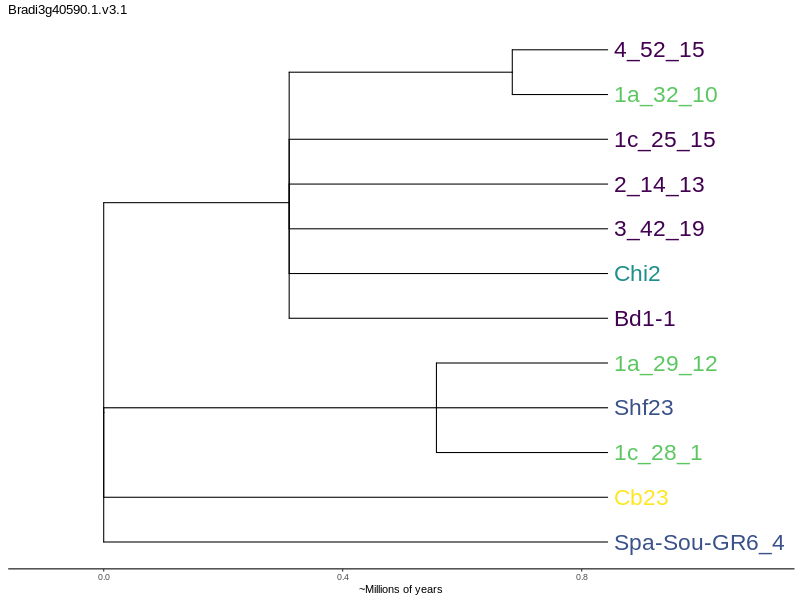 Bradi3g40590.1.v3.1
4_52_15
1a_32_10
1c_25_15
2_14_13
3_42_19
Chi2
Bd1-1
1a_29_12
Shf23
1c_28_1
Cb23
Spa-Sou-GR6_4
0.0 0.4 0.8
~Millions of years